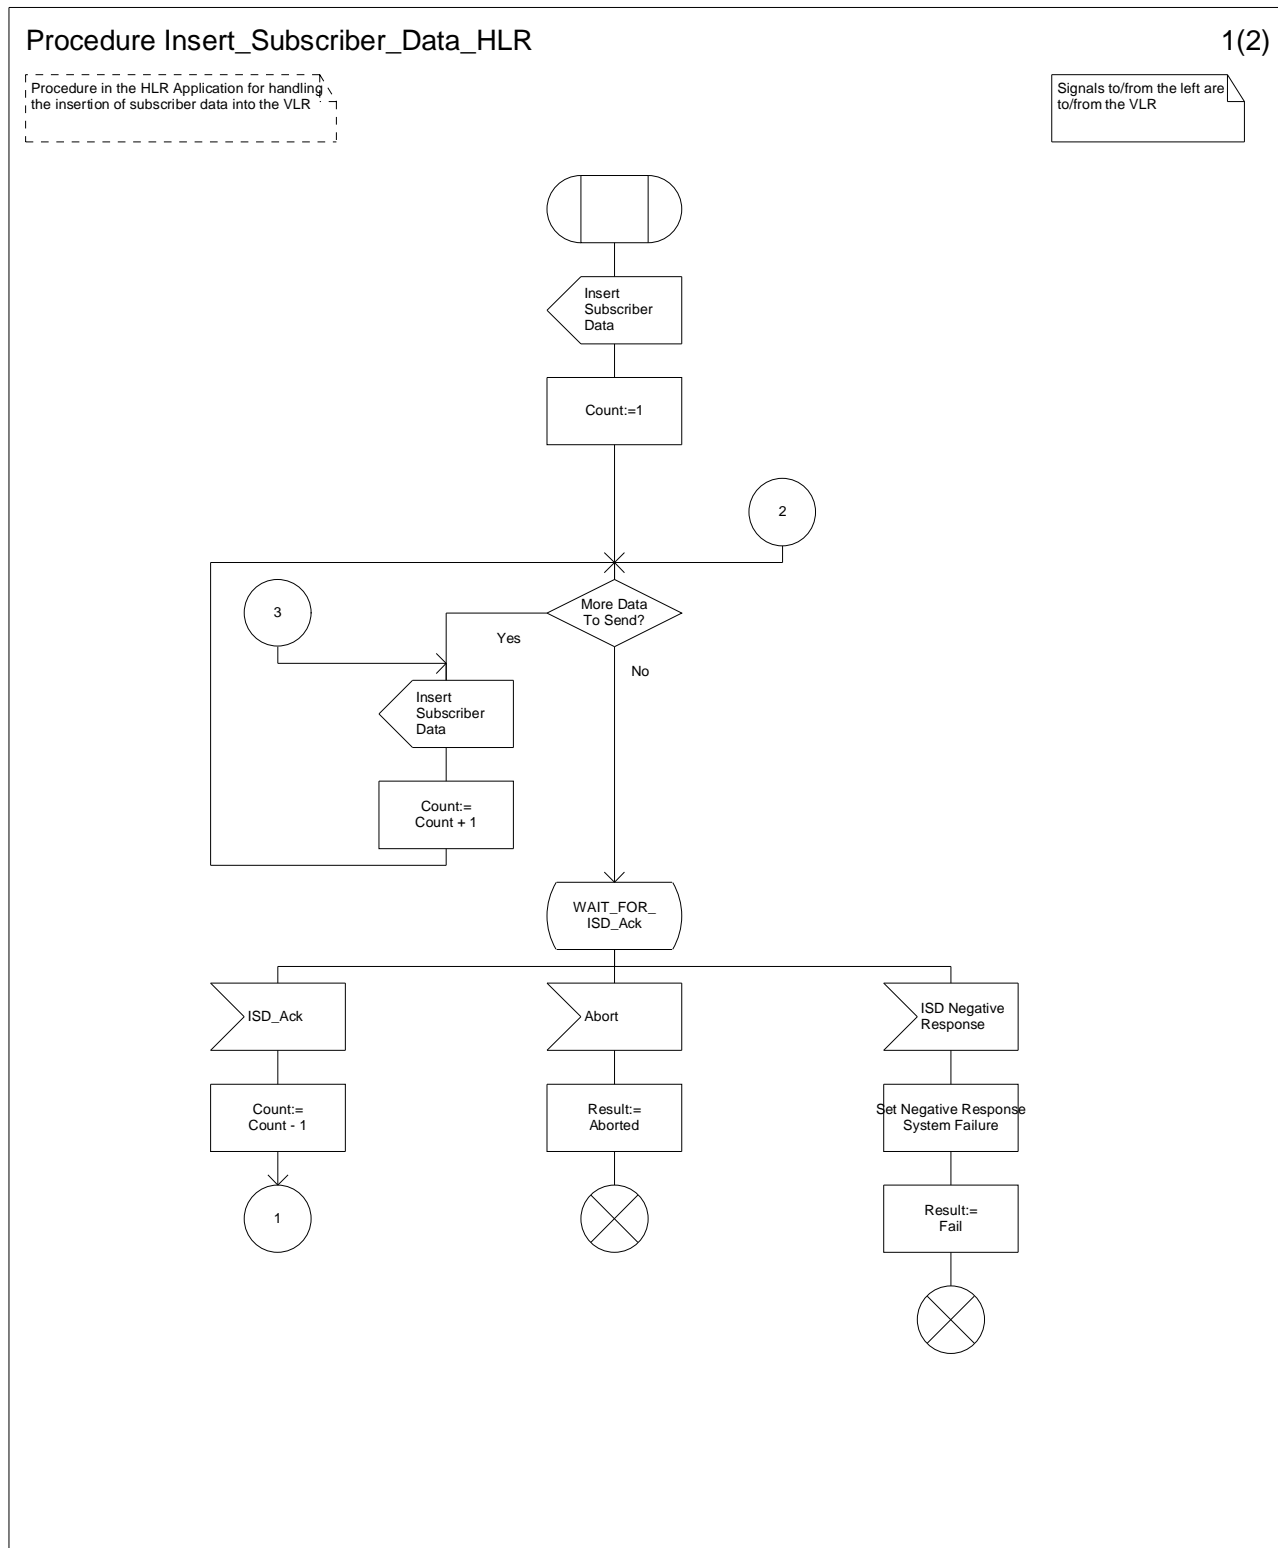 Procedure Insert_Subscriber_Data_HLR
1(2)
Procedure in the HLR Application for handling
the insertion of subscriber data into the VLR
Signals to/from the left are
to/from the VLR
Insert
Subscriber
Data
Count:=1
2
3
More Data
To Send?
Yes
No
Insert
Subscriber
Data
Count:=
Count + 1
WAIT_FOR_
ISD_Ack
ISD_Ack
Abort
ISD Negative
Response
Count:=
Count - 1
Result:=
Aborted
Set Negative Response
System Failure
1
Result:=
Fail